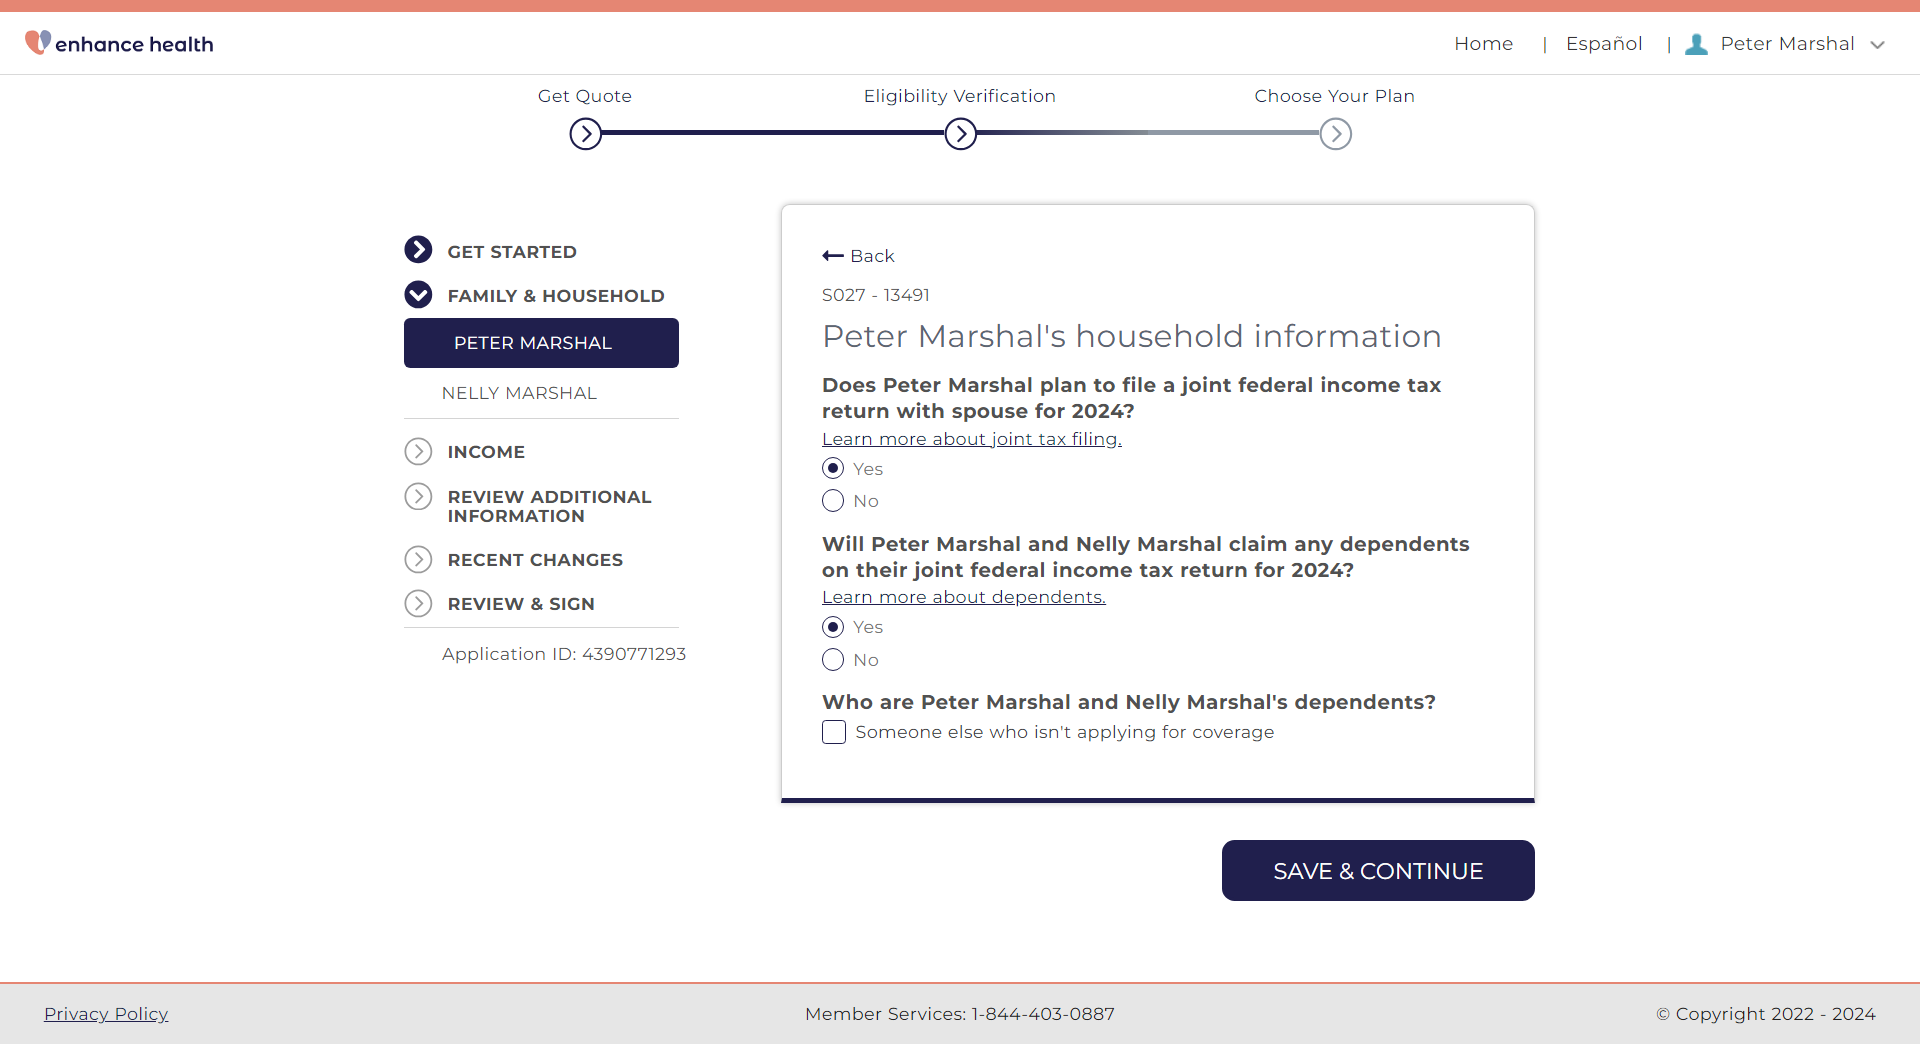 enhance health
Home | Español | Peter Marshal
Get Quote
Eligibility Verification
Choose Your Plan
GET STARTED
FAMILY & HOUSEHOLD
PETER MARSHAL
NELLY MARSHAL
INCOME
REVIEW ADDITIONAL
INFORMATION
RECENT CHANGES
REVIEW & SIGN
Application ID: 4390771293
Back
S027 - 13491
Peter Marshal's household information
Does Peter Marshal plan to file a joint federal income tax
return with spouse for 2024?
Learn more about joint tax filing.
Yes
No
Will Peter Marshal and Nelly Marshal claim any dependents
on their joint federal income tax return for 2024?
Learn more about dependents.
Yes
No
Who are Peter Marshal and Nelly Marshal's dependents?
Someone else who isn't applying for coverage
SAVE & CONTINUE
Privacy Policy
Member Services: 1-844-403-0887
© Copyright 2022 - 2024